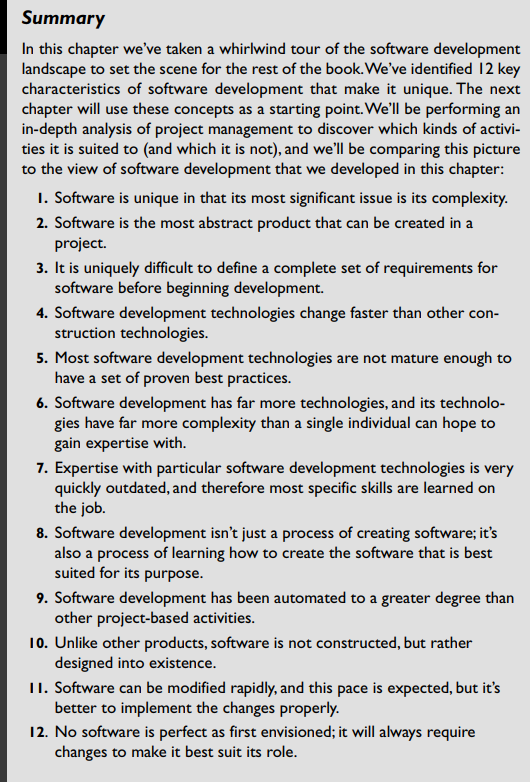 Summary
In this chapter we've taken a whirlwind tour of the software development
landscape to set the scene for the rest of the book. We've identified 12 key
characteristics of software development that make it unique. The next
chapter will use these concepts as a starting point. We'll be performing an
in-depth analysis of project management to discover which kinds of activi-
ties it is suited to (and which it is not), and we'll be comparing this picture
to the view of software development that we developed in this chapter:
1. Software is unique in that its most significant issue is its complexity.
2. Software is the most abstract product that can be created in a
project.
3. It is uniquely difficult to define a complete set of requirements for
software before beginning development.
4. Software development technologies change faster than other con-
struction technologies.
5. Most software development technologies are not mature enough to
have a set of proven best practices.
6. Software development has far more technologies, and its technolo-
gies have far more complexity than a single individual can hope to
gain expertise with.
7. Expertise with particular software development technologies is very
quickly outdated, and therefore most specific skills are learned on
the job.
8. Software development isn't just a process of creating software; it's
also a process of learning how to create the software that is best
suited for its purpose.
9. Software development has been automated to a greater degree than
other project-based activities.
10. Unlike other products, software is not constructed, but rather
designed into existence.
11. Software can be modified rapidly, and this pace is expected, but it's
better to implement the changes properly.
12. No software is perfect as first envisioned; it will always require
changes to make it best suit its role.